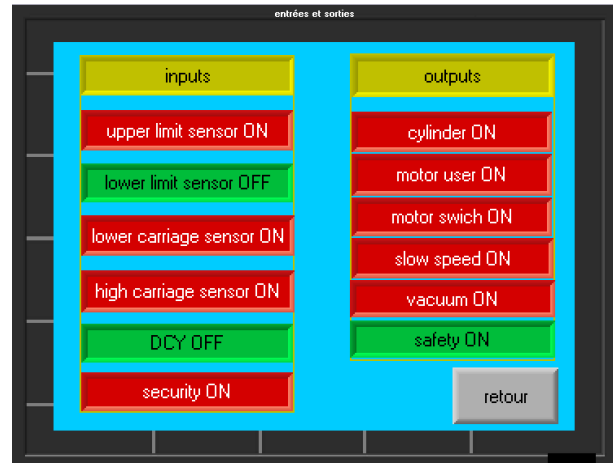 entrées et sorties
inputs
upper limit sensor ON
lower limit sensor OFF
lower carriage sensor ON
high carriage sensor ON
DCY OFF
security ON
outputs
cylinder ON
motor user ON
motor swich ON
slow speed ON
vacuum ON
safety ON
retour